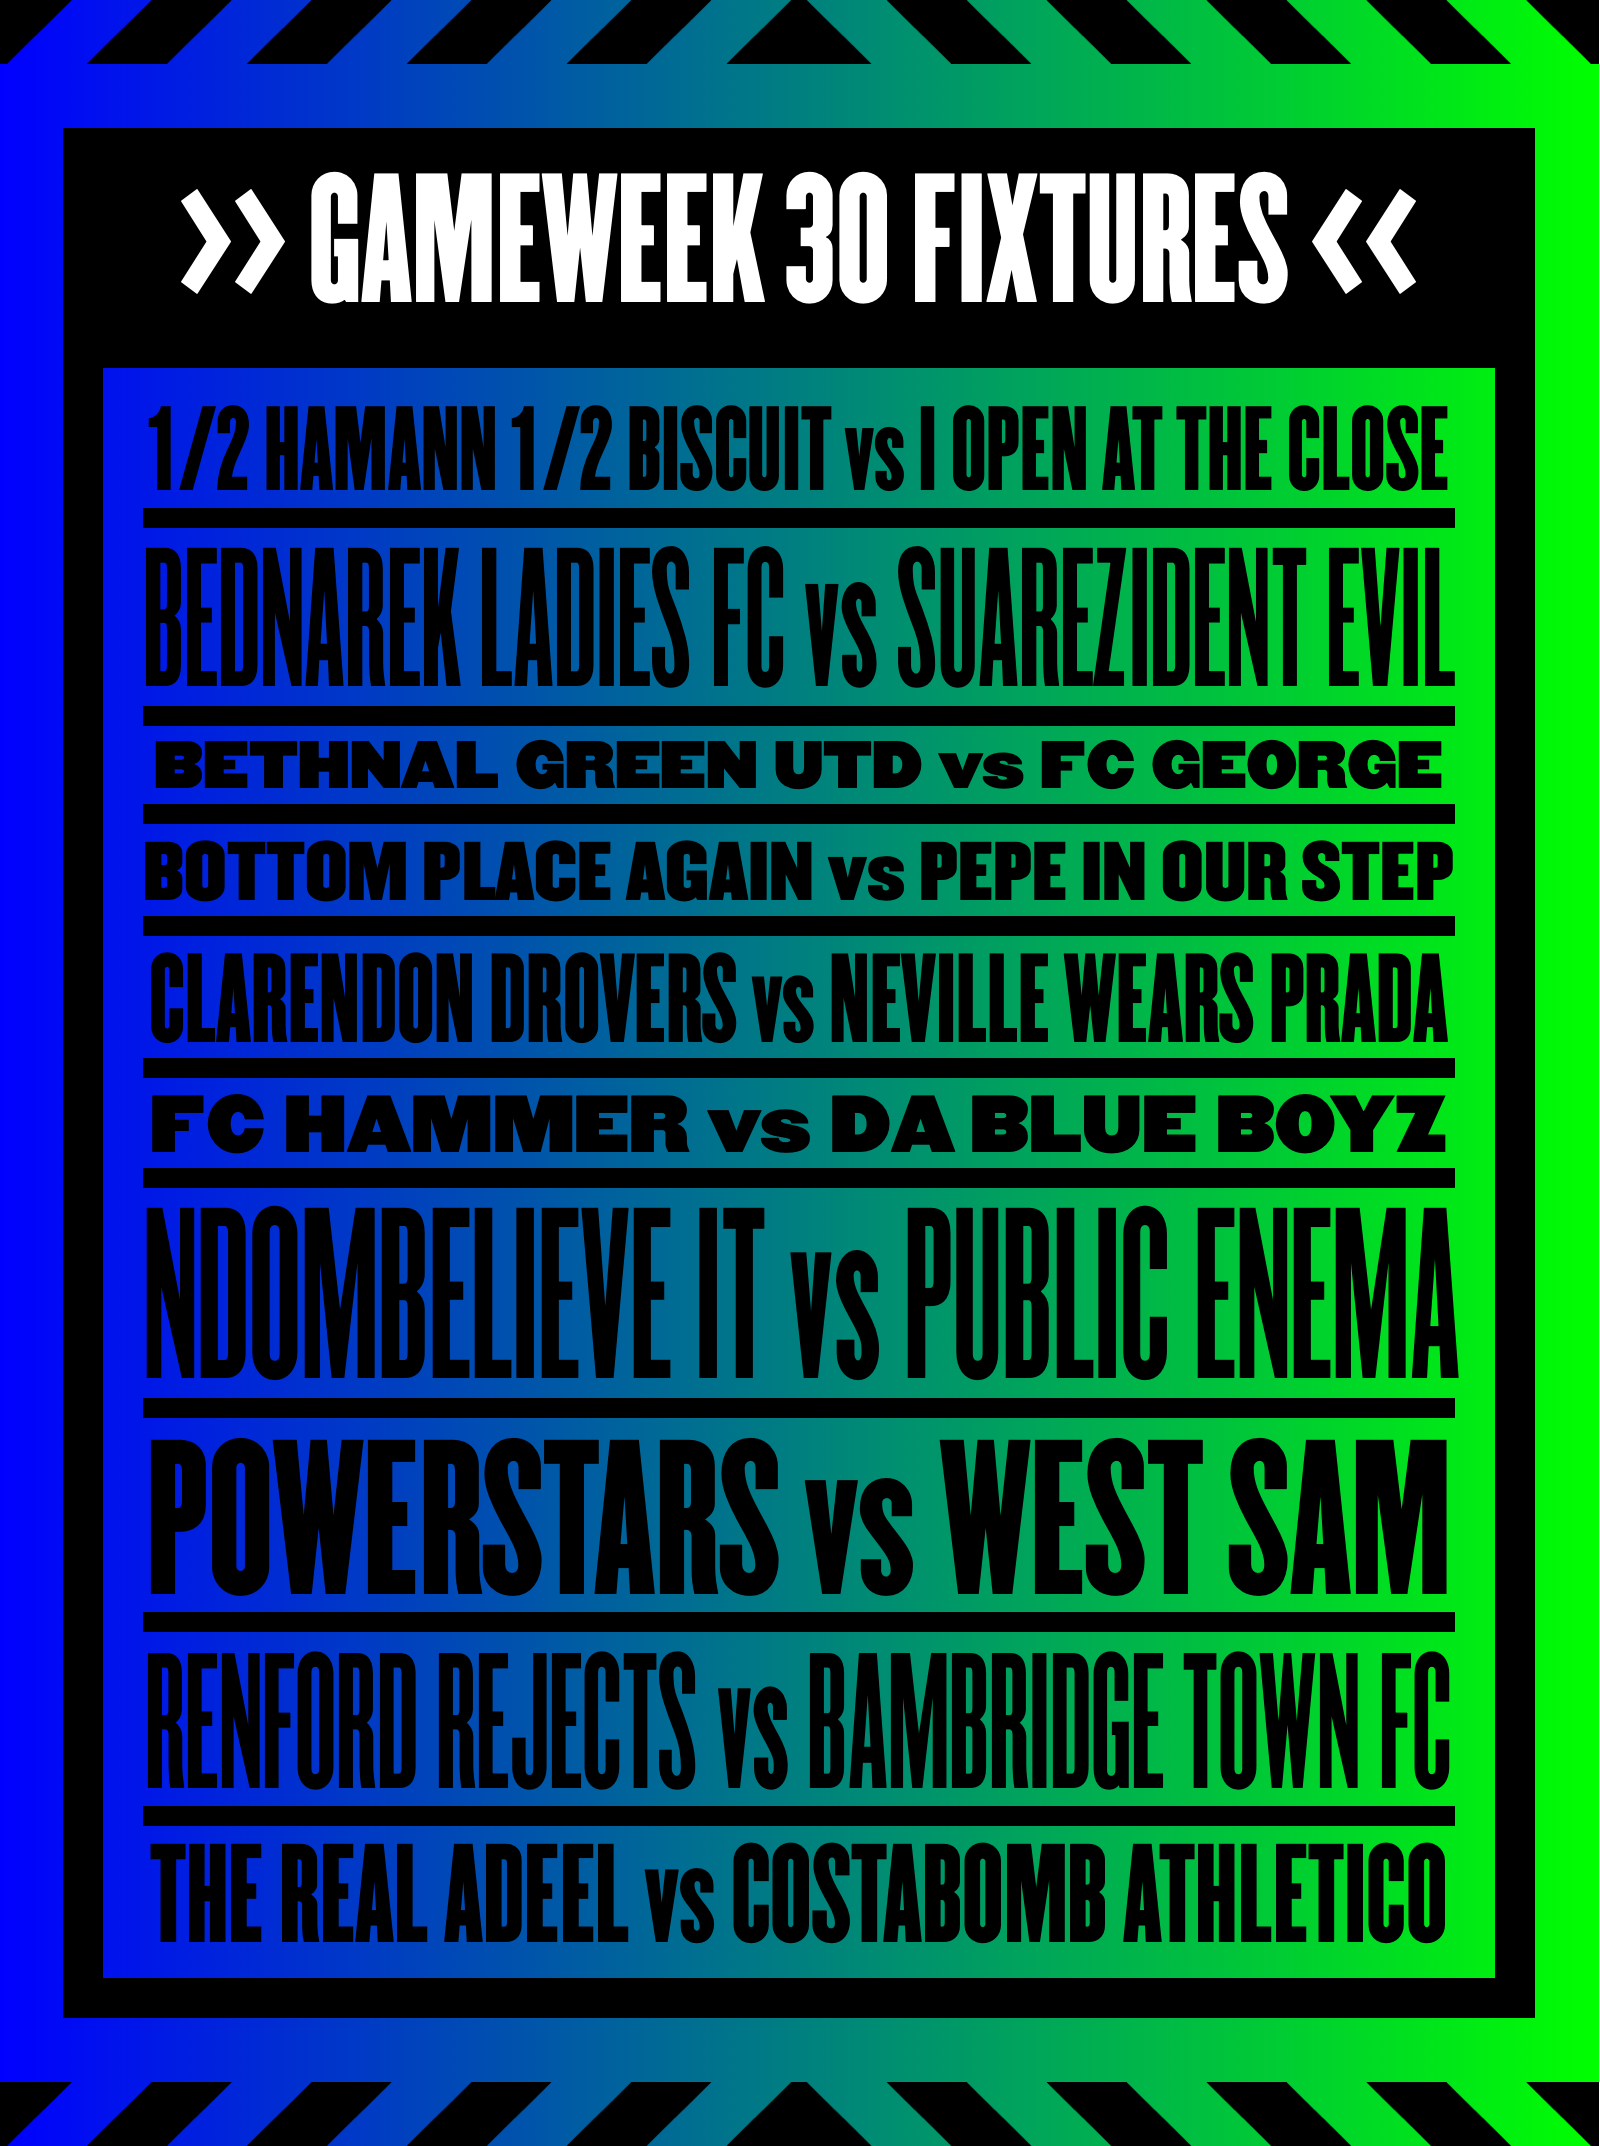 >> GAMEWEEK 30 FIXTURES <<
1/2 HAMANN 1/2 BISCUIT vs I OPEN AT THE CLOSE
BEDNAREK LADIES FC vs SUAREZIDENT EVIL
BETHNAL GREEN UTD vs FC GEORGE
BOTTOM PLACE AGAIN vs PEPE IN OUR STEP
CLARENDON DROVERS vs NEVILLE WEARS PRADA
FC HAMMER vs DA BLUE BOYZ
NDOMBELIEVE IT vs PUBLIC ENEMA
POWERSTARS vs WEST SAM
RENFORD REJECTS vs BAMBRIDGE TOWN FC
THE REAL ADEEL vs COSTABOMB ATHLETICO